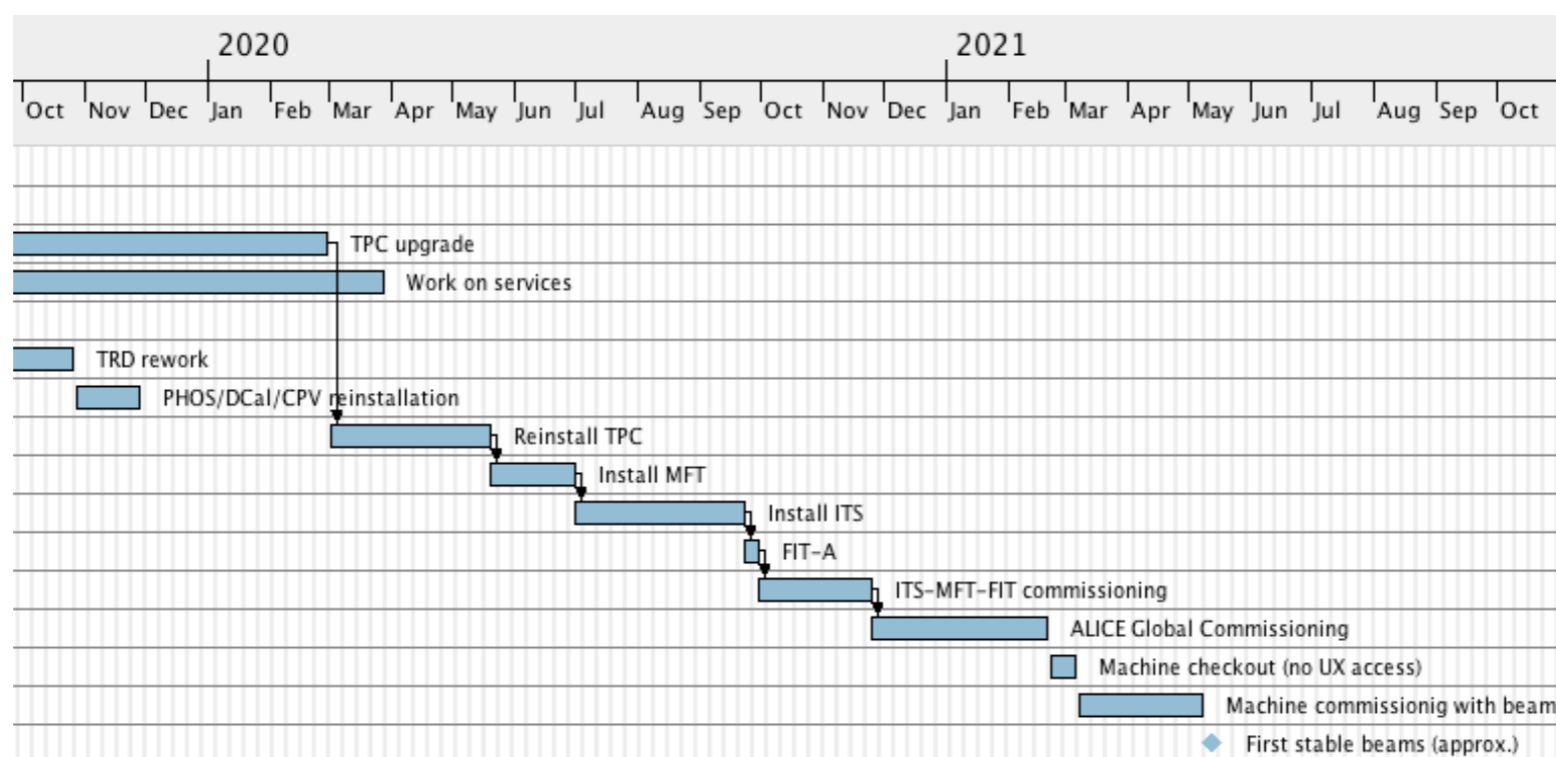 2020 2021
Oct Nov Dec Jan Feb Mar Apr May Jun Jul Aug Sep Oct Nov Dec Jan Feb Mar Apr May Jun Jul Aug Sep Oct
TPC upgrade
Work on services
TRD rework
PHOS/DCal/CPV reinstallation
Reinstall TPC
Install MFT
Install ITS
FIT-A
ITS-MFT-FIT commissioning
ALICE Global Commissioning
Machine checkout (no UX access)
Machine commissionig with beam
First stable beams (approx.)